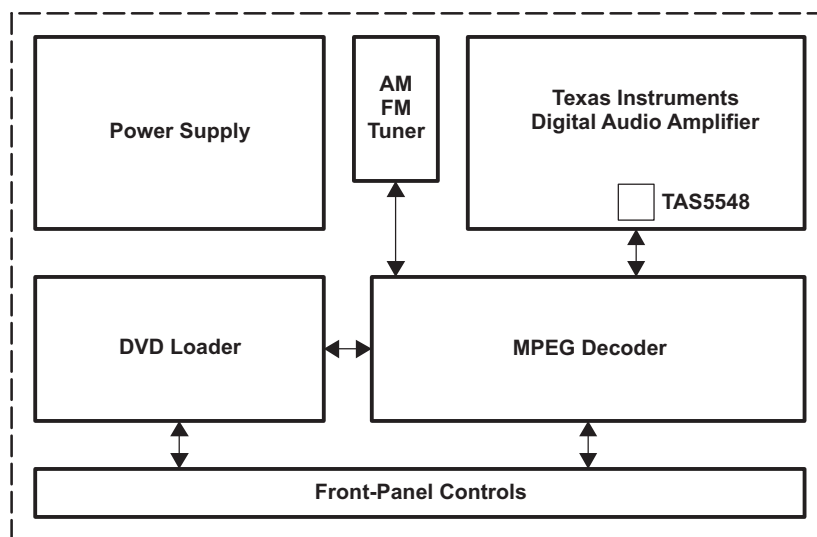 Power Supply
AM
FM
Tuner
Texas Instruments
Digital Audio Amplifier
TAS5548
DVD Loader
MPEG Decoder
Front-Panel Controls